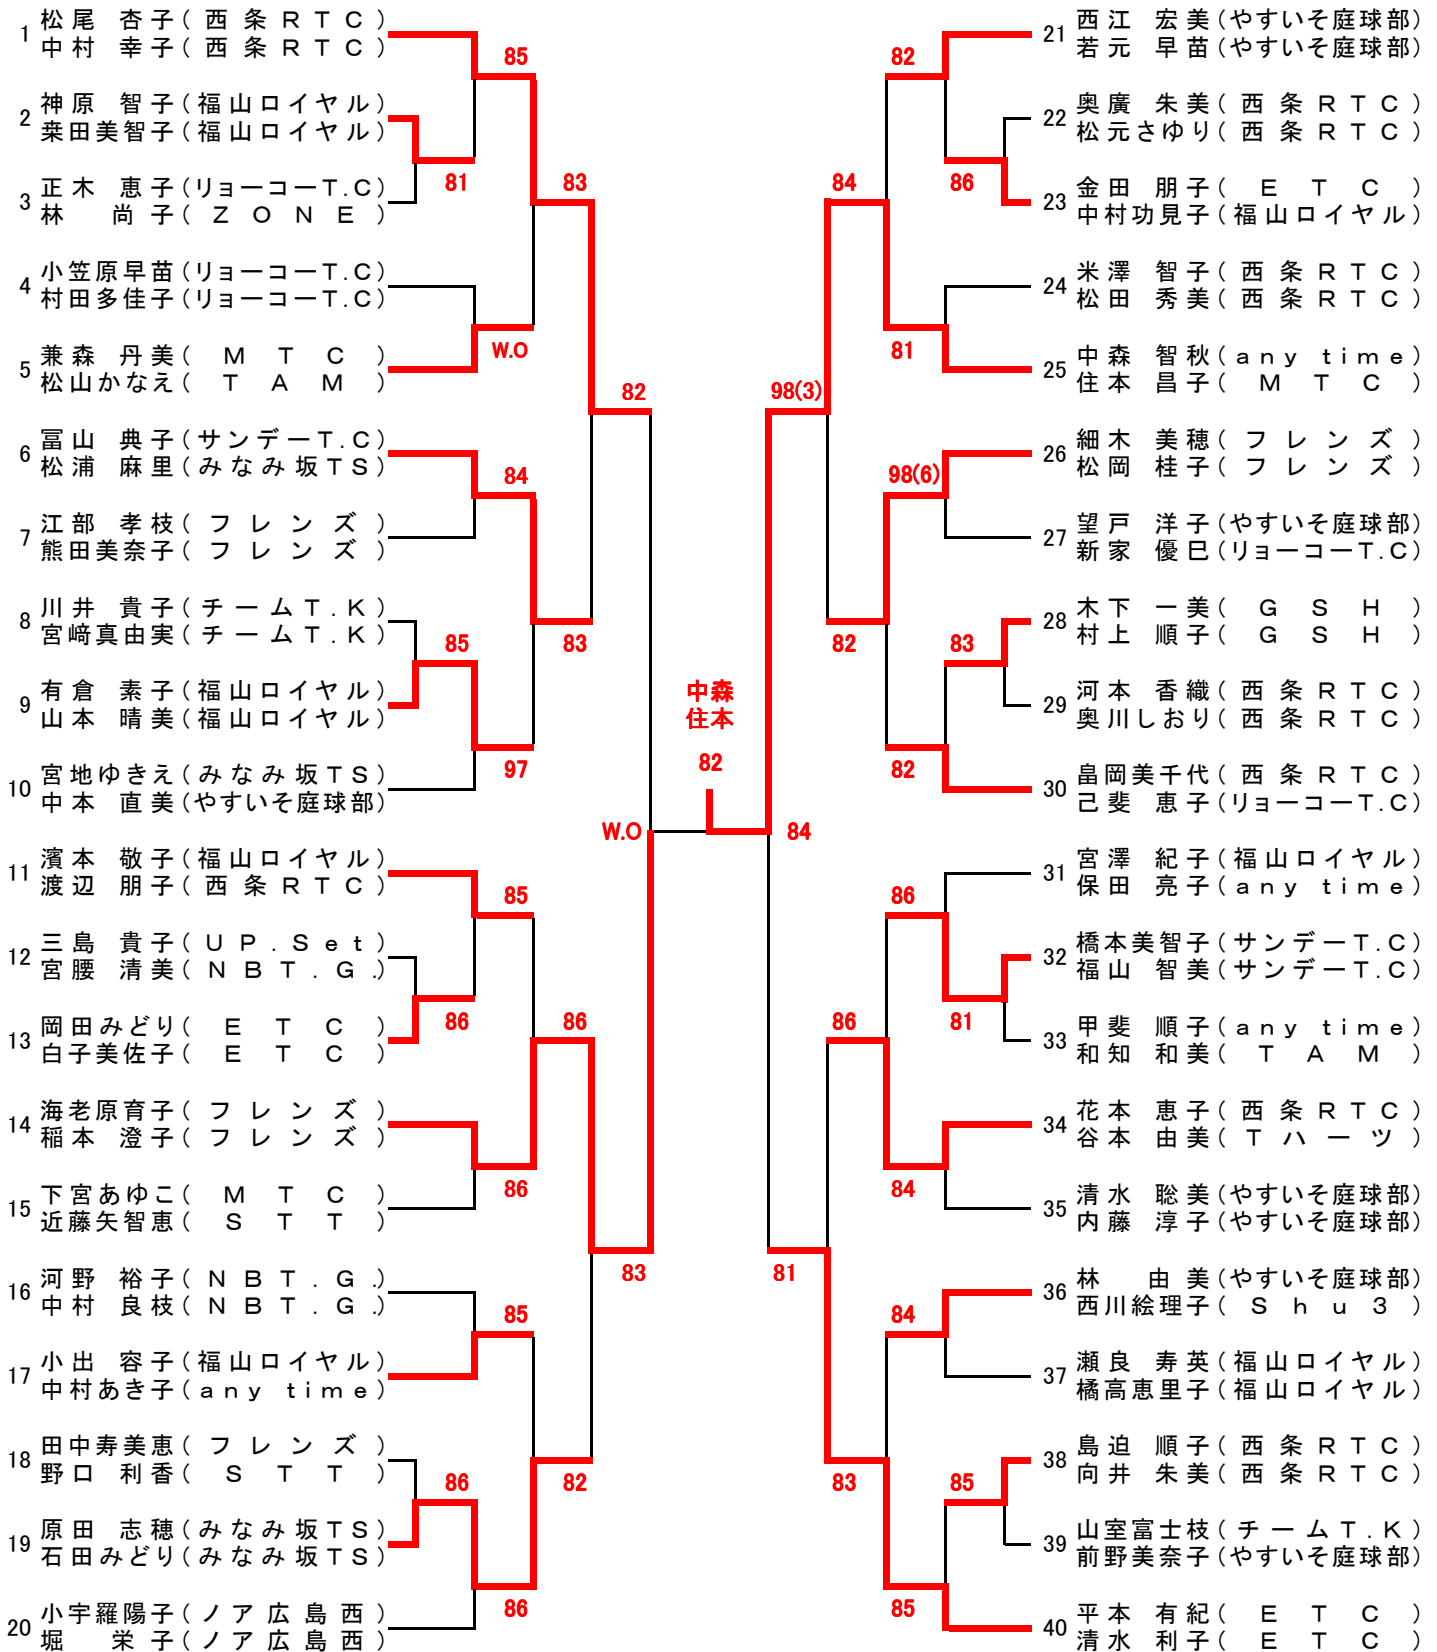 1 松尾 杏子(西条RTC)
中村 幸子(西条RTC)
2 神原 智子(福山ロイヤル)
桒田美智子(福山ロイヤル)
3 正木 恵子(リョーコーT.C)
林 尚子(ZONE)
4 小笠原早苗(リョーコーT.C)
村田多佳子(リョーコーT.C)
5 兼森 丹美(MTC)
松山かなえ(TAM)
6 冨山 典子(サンデーT.C)
松浦 麻里(みなみ坂TS)
7 江部 孝枝(フレンズ)
熊田美奈子(フレンズ)
8 川井 貴子(チームT.K)
宮﨑真由実(チームT.K)
9 有倉 素子(福山ロイヤル)
山本 晴美(福山ロイヤル)
10 宮地ゆきえ(みなみ坂TS)
中本 直美(やすいそ庭球部)
11 濱本 敬子(福山ロイヤル)
渡辺 朋子(西条RTC)
12 三島 貴子(UP.Set)
宮腰 清美(NBT.G.)
13 岡田みどり(ETC)
白子美佐子(ETC)
14 海老原育子(フレンズ)
稲本 澄子(フレンズ)
15 下宮あゆこ(MTC)
近藤矢智恵(STT)
16 河野 裕子(NBT.G.)
中村 良枝(NBT.G.)
17 小出 容子(福山ロイヤル)
中村あき子(any time)
18 田中寿美恵(フレンズ)
野口 利香(STT)
19 原田 志穂(みなみ坂TS)
石田みどり(みなみ坂TS)
20 小宇羅陽子(ノア広島西)
堀 栄子(ノア広島西)
85
81
83
W.O
82
84
83
85
97
W.O
85
86
86
86
83
85
82
86
86
中森
住本
82
84
82
86
84
81
98(3)
98(6)
82
83
82
86
81
86
84
81
84
83
85
85
21 西江 宏美(やすいそ庭球部)
若元 早苗(やすいそ庭球部)
22 奥廣 朱美(西条RTC)
松元さゆり(西条RTC)
23 金田 朋子(ETC)
中村功見子(福山ロイヤル)
24 米澤 智子(西条RTC)
松田 秀美(西条RTC)
25 中森 智秋(any time)
住本 昌子(MTC)
26 細木 美穂(フレンズ)
松岡 桂子(フレンズ)
27 望戸 洋子(やすいそ庭球部)
新家 優巳(リョーコーT.C)
28 木下 一美(GSH)
村上 順子(GSH)
29 河本 香織(西条RTC)
奥川しおり(西条RTC)
30 畠岡美千代(西条RTC)
己斐 恵子(リョーコーT.C)
31 宮澤 紀子(福山ロイヤル)
保田 亮子(any time)
32 橋本美智子(サンデーT.C)
福山 智美(サンデーT.C)
33 甲斐 順子(any time)
和知 和美(TAM)
34 花本 恵子(西条RTC)
谷本 由美(Tハーツ)
35 清水 聡美(やすいそ庭球部)
内藤 淳子(やすいそ庭球部)
36 林 由美(やすいそ庭球部)
西川絵理子(Shu3)
37 瀬良 寿英(福山ロイヤル)
橘高恵里子(福山ロイヤル)
38 島迫 順子(西条RTC)
向井 朱美(西条RTC)
39 山室富士枝(チームT.K)
前野美奈子(やすいそ庭球部)
40 平本 有紀(ETC)
清水 利子(ETC)